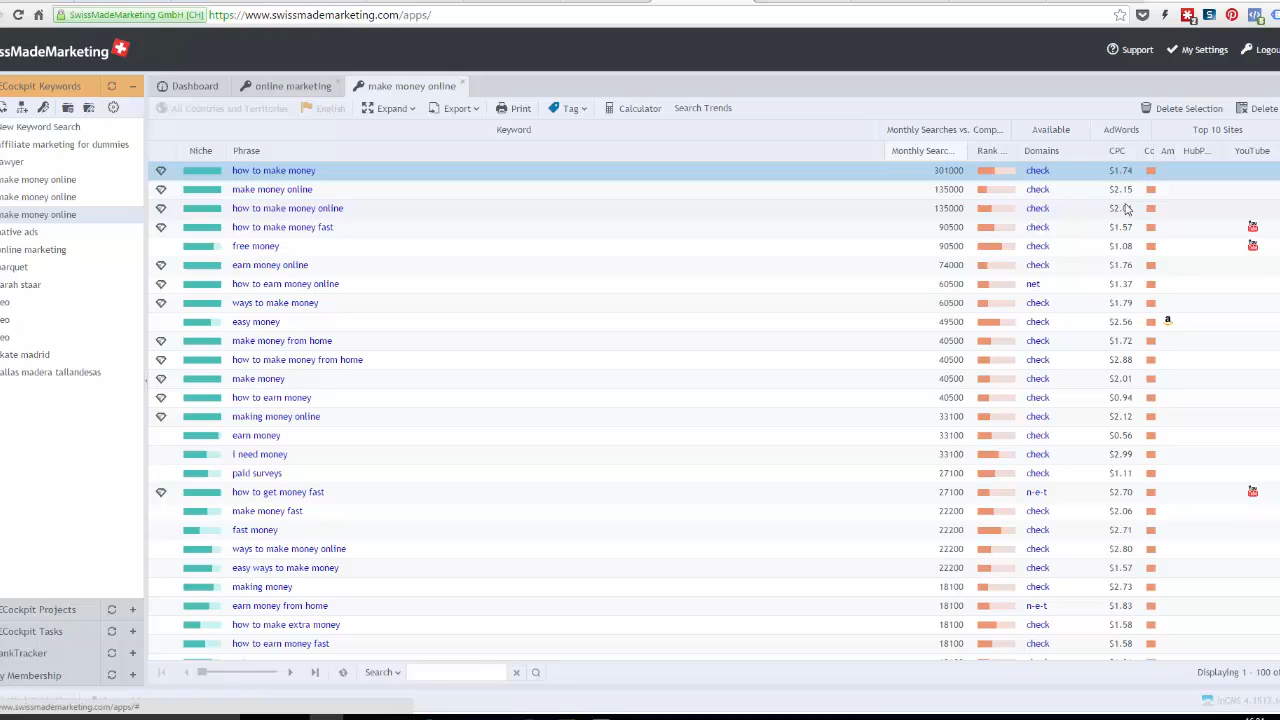 SwissMadeMarketing GmbH [CH] https://www.swissmademarketing.com/apps/
ssMadeMarketing
Support My Settings Logou
ECockpit Keywords
Dashboard online marketing make money online
All Countries and Territories English Expand Export Print Tag Calculator Search Trends Delete Selection Delete
Keyword Monthly Searches vs. Comp... Available AdWords Top 10 Sites
Niche Phrase Monthly Searc... Rank ... Domains CPC Cc Am HubP... YouTube
New Keyword Search
affiliate marketing for dummies
awyer
make money online
make money online
make money online
native ads
online marketing
parquet
arah staar
eo
eo
eo
kate madrid
allas madera tailandesas
how to make money 301000 check $1.74
make money online 135000 check $2.15
how to make money online 135000 check
how to make money fast 90500 check $1.57
free money 90500 check $1.08
earn money online 74000 check $1.76
how to earn money online 60500 net $1.37
ways to make money 60500 check $1.79
easy money 49500 check $2.56
make money from home 40500 check $1.72
how to make money from home 40500 check $2.88
make money 40500 check $2.01
how to earn money 40500 check $0.94
making money online 33100 check $2.12
earn money 33100 check $0.56
i need money 33100 check $2.99
paid surveys 27100 check $1.11
how to get money fast 27100 n-e-t $2.70
make money fast 22200 check $2.06
fast money 22200 check $2.71
ways to make money online 22200 check $2.80
easy ways to make money 22200 check $1.57
making money 18100 check $2.73
earn money from home 18100 n-e-t $1.83
how to make extra money 18100 check $1.58
how to earn money fast 18100 check $1.58
ECockpit Projects
ECockpit Tasks
ankTracker
y Membership
Search
Displaying 1 - 100 of
www.swissmademarketing.com/apps/#
inCMS 4.1512.